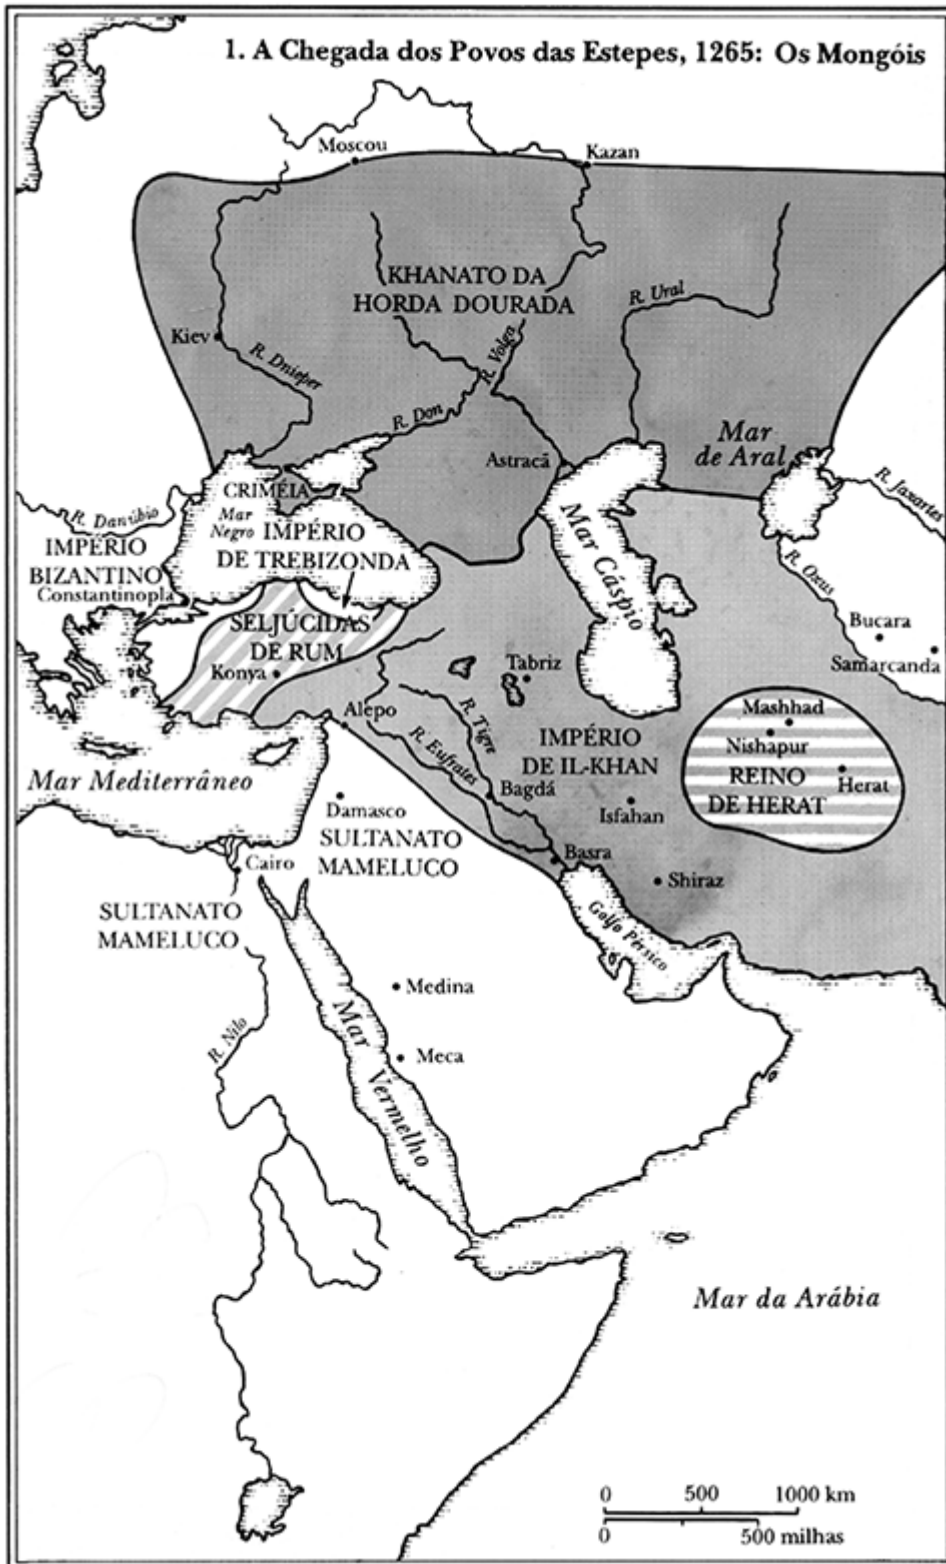 1. A Chegada dos Povos das Estepes, 1265: Os Mongóis
Moscou
Kazan
KHANATO DA
HORDA DOURADA
R. Ural
Kiev
R. Dnieper
R. Volga
R. Don
Mar
de Aral
Astracã
R. Jaxartes
CRIMÉIA
R. Danúbio
Mar
Negro
IMPÉRIO
DE TREBIZONDA
IMPÉRIO
BIZANTINO
Constantinopla
Mar Cáspio
R. Oxus
Bucara
Samarcanda
SELJÚCIDAS
DE RUM
Konya
Tabriz
Alepo
R. Tigre
R. Eufrates
IMPÉRIO
DE IL-KHAN
Mashhad
Nishapur
REINO
DE HERAT
Herat
Mar Mediterrâneo
Bagdá
Isfahan
Damasco
SULTANATO
MAMELUCO
Basra
Cairo
Shiraz
SULTANATO
MAMELUCO
Golfo Pérsico
Medina
R. Nilo
Mar
Vermelho
Meca
Mar da Arábia
0 500 1000 km
0 500 milhas